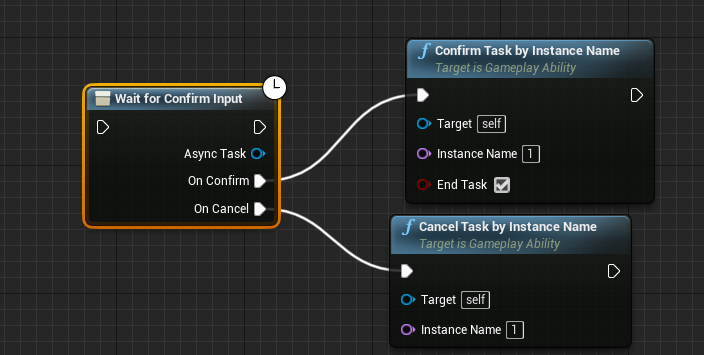 Wait for Confirm Input
Async Task
On Confirm
On Cancel
f Confirm Task by Instance Name
Target is Gameplay Ability
Target self
Instance Name 1
End Task
f Cancel Task by Instance Name
Target is Gameplay Ability
Target self
Instance Name 1